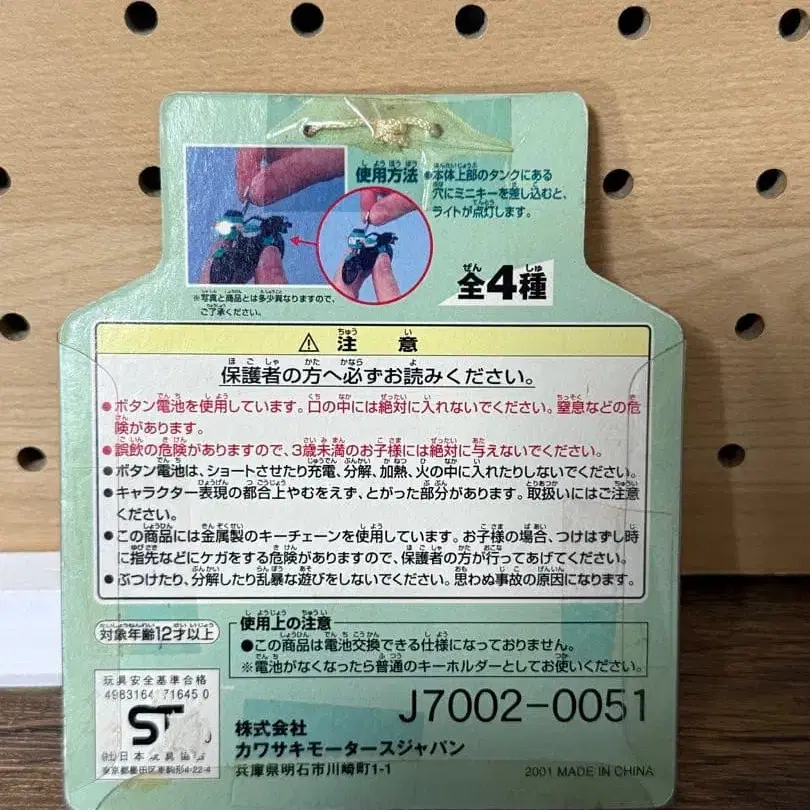 使用方法
●本体上部のタンクにある
穴にミニキーを差し込むと、
ライトが点灯します。
※写真と商品とは多少異なりますので、
ご了承ください。
全4種
⚠ 注意
保護者の方へ必ずお読みください。
●ボタン電池を使用しています。口の中には絶対に入れないでください。窒息などの危
険があります。
●誤飲の危険がありますので、3歳未満のお子様には絶対に与えないでください。
●ボタン電池は、ショートさせたり充電、分解、加熱、火の中に入れたりしないでください。
●キャラクター表現の都合上やむをえず、とがった部分があります。取扱いにはご注意
ください。
●この商品には金属製のキーチェーンを使用しています。お子様の場合、つけはずし時
に指先などにケガをする危険がありますので、保護者の方が行ってあげてください。
●ぶつけたり、分解したり乱暴な遊びをしないでください。思わぬ事故の原因になります。
対象年齢12才以上
使用上の注意
●この商品は電池交換できる仕様になっておりません。
※電池がなくなったら普通のキーホルダーとしてお使いください。
玩具安全基準合格
4983164 71645 0
ST
(社)日本玩具協会
東京都墨田区東駒形4-22-4
J7002-0051
株式会社
カワサキモータースジャパン
兵庫県明石市川崎町1-1
2001 MADE IN CHINA